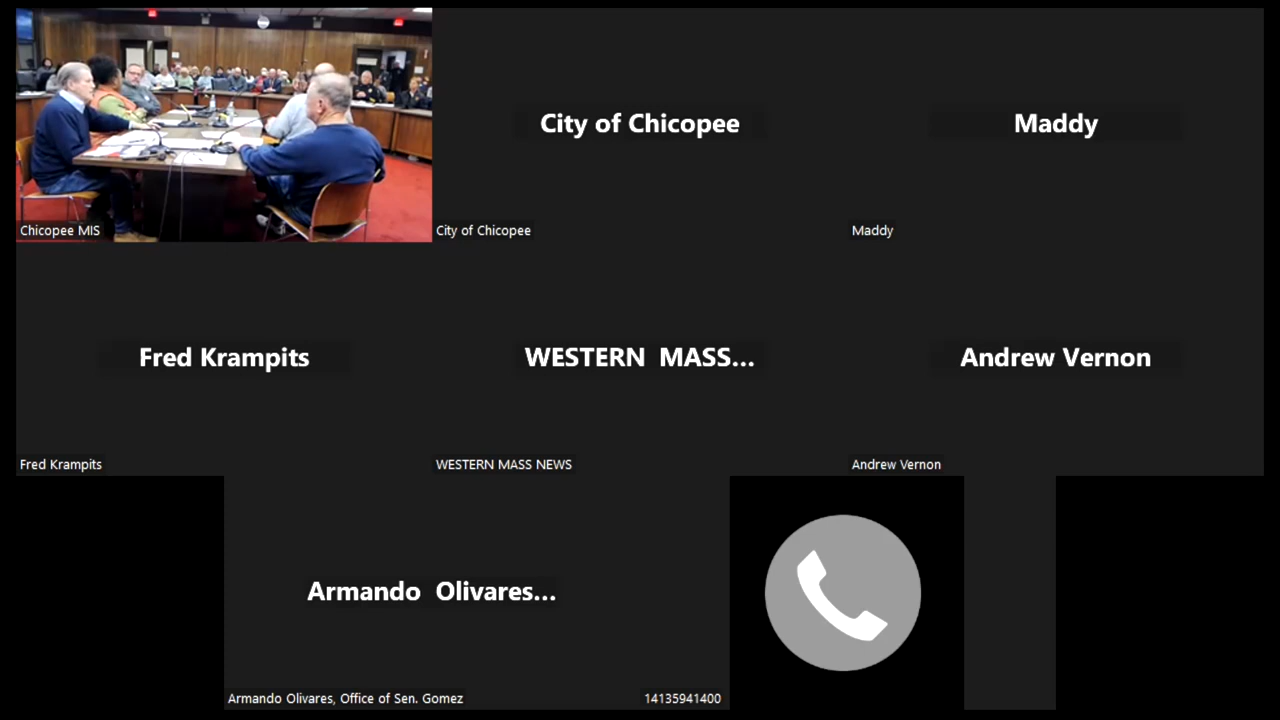 Chicopee MIS
City of Chicopee
City of Chicopee
Maddy
Maddy
Fred Krampits
Fred Krampits
WESTERN MASS...
WESTERN MASS NEWS
Andrew Vernon
Andrew Vernon
Armando Olivares...
Armando Olivares, Office of Sen. Gomez
14135941400